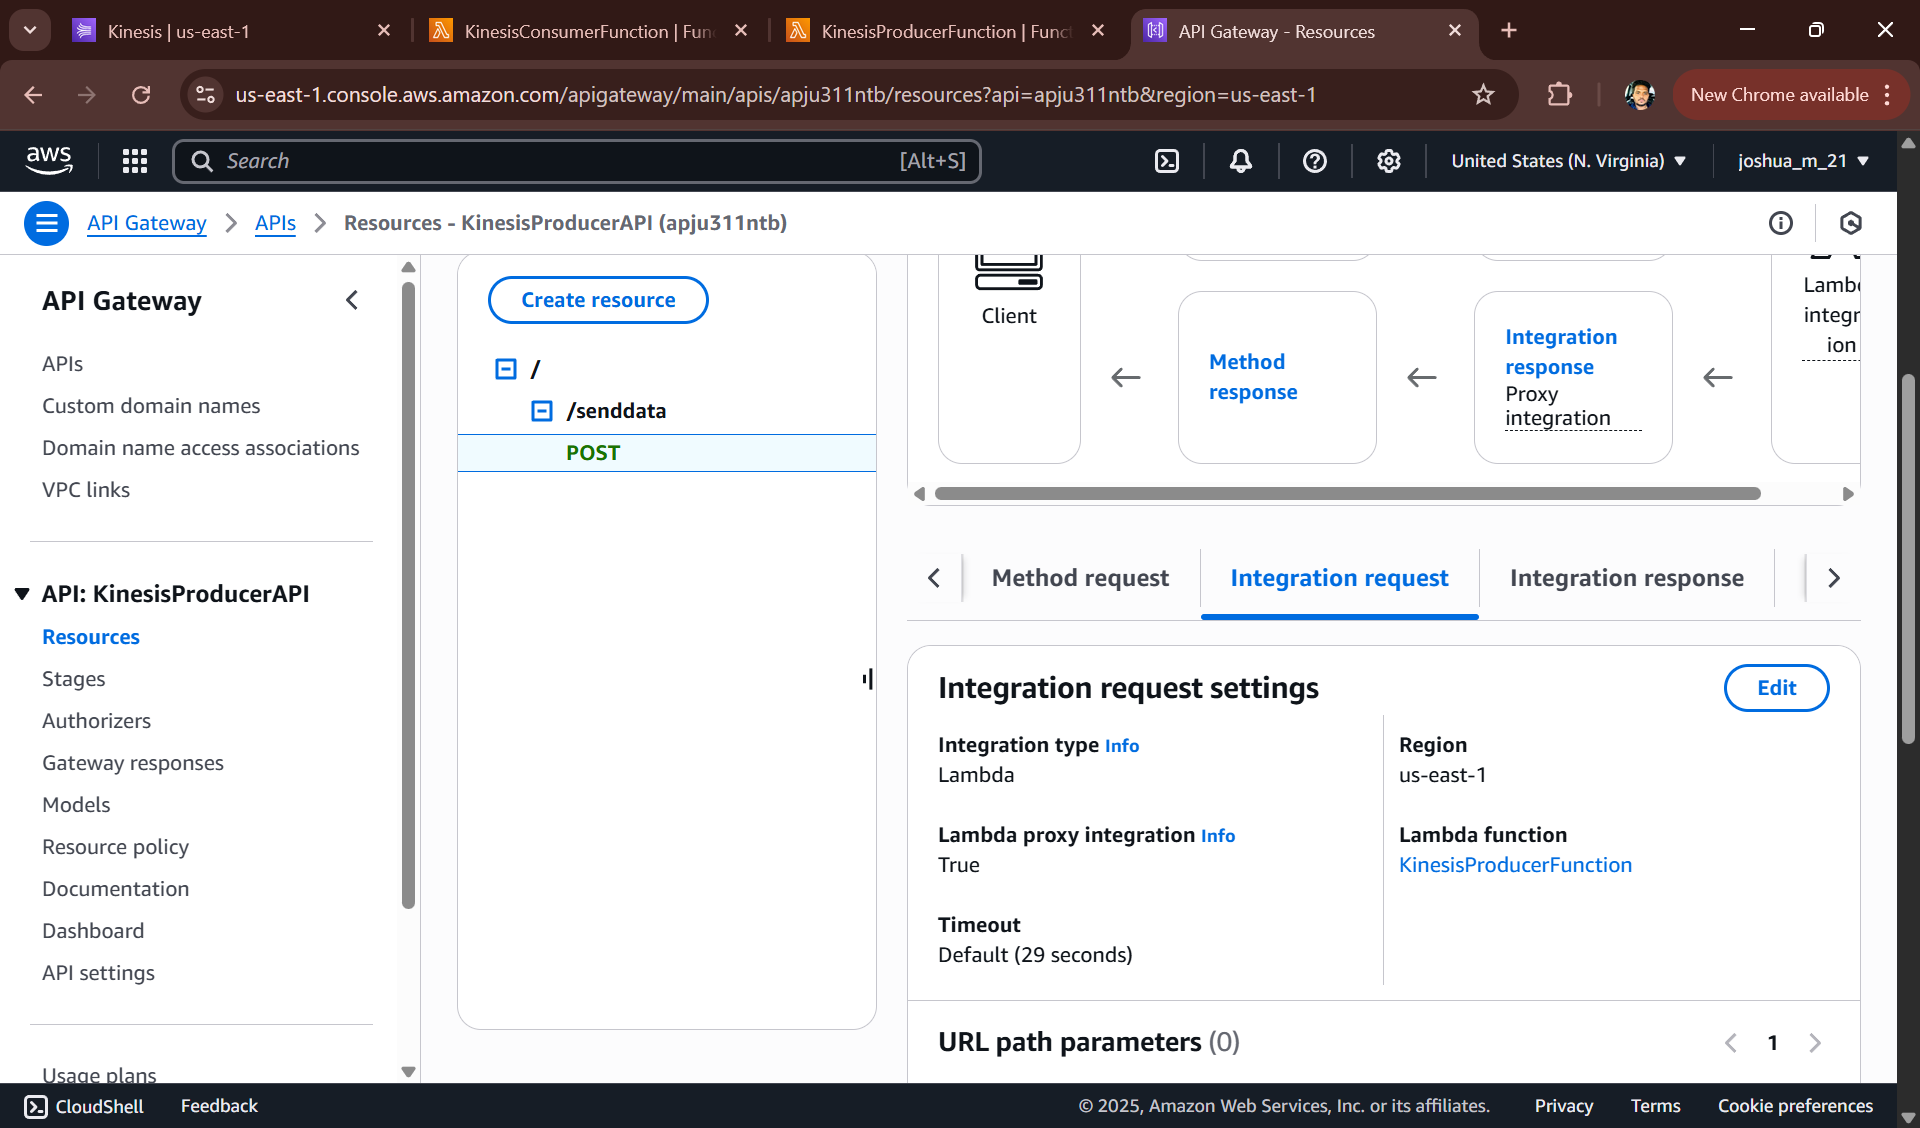 Kinesis | us-east-1
KinesisConsumerFunction | Fun
KinesisProducerFunction | Funct
API Gateway - Resources
us-east-1.console.aws.amazon.com/apigateway/main/apis/apju311ntb/resources?api=apju311ntb&region=us-east-1
New Chrome available
aws
Search
[Alt+S]
United States (N. Virginia)
joshua_m_21
API Gateway
APIs
Resources - KinesisProducerAPI (apju311ntb)
API Gateway
APIs
Custom domain names
Domain name access associations
VPC links
API: KinesisProducerAPI
Resources
Stages
Authorizers
Gateway responses
Models
Resource policy
Documentation
Dashboard
API settings
Usage plans
Create resource
/
/senddata
POST
Client
Method
response
Integration
response
Proxy
integration
Lambd
integr
ion
Method request
Integration request
Integration response
Integration request settings
Edit
Integration type Info
Lambda
Region
us-east-1
Lambda proxy integration Info
True
Lambda function
KinesisProducerFunction
Timeout
Default (29 seconds)
URL path parameters (0)
1
CloudShell
Feedback
© 2025, Amazon Web Services, Inc. or its affiliates.
Privacy
Terms
Cookie preferences